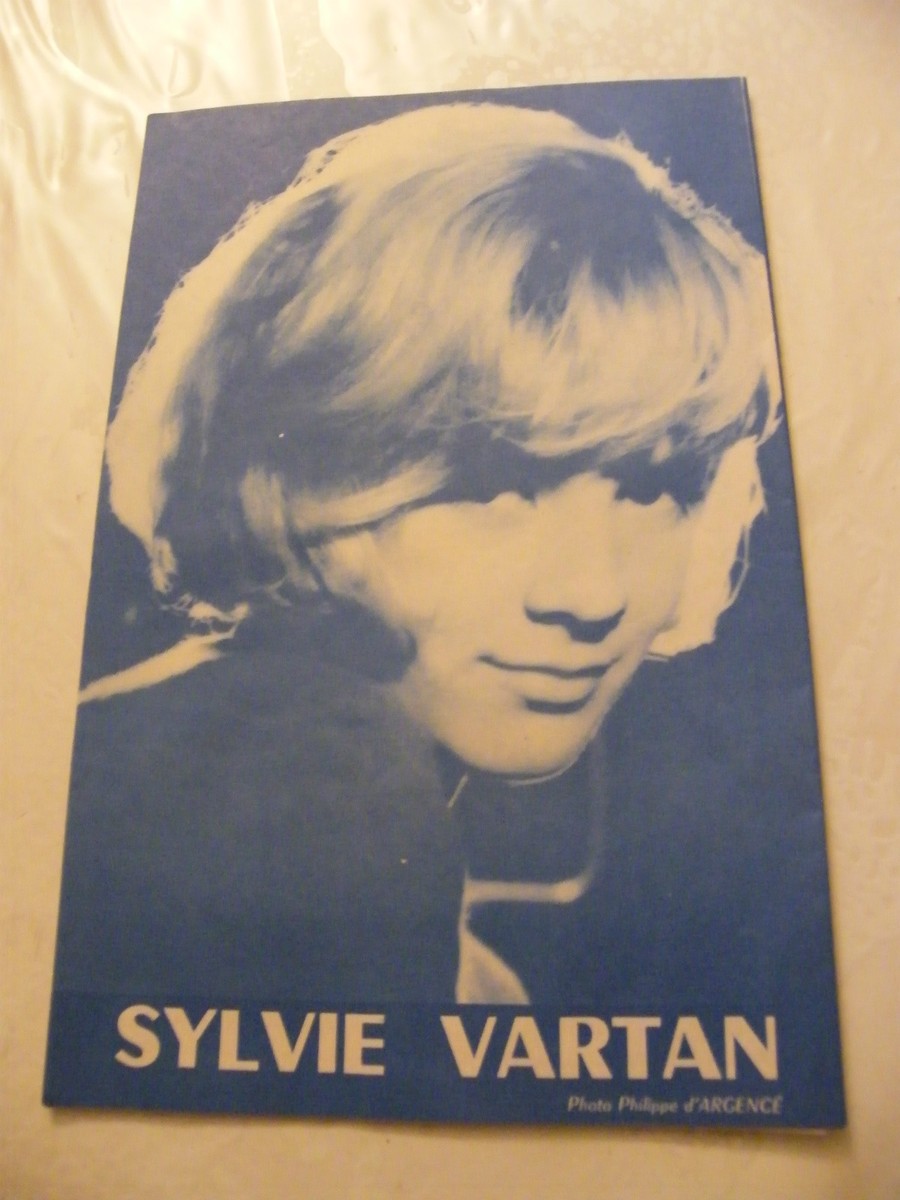 SYLVIE VARTAN
Photo Philippe d'ARGENCÉ